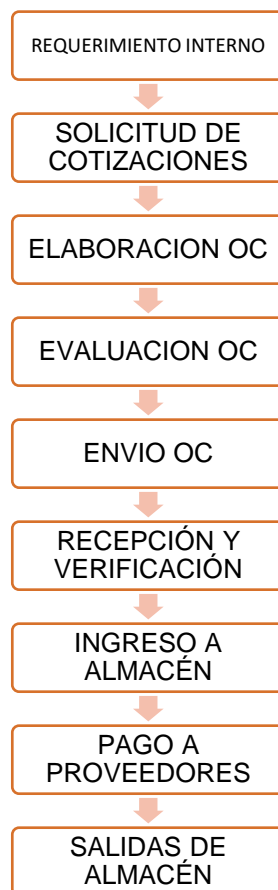 REQUERIMIENTO INTERNO
SOLICITUD DE
COTIZACIONES
ELABORACION OC
EVALUACION OC
ENVIO OC
RECEPCIÓN Y
VERIFICACIÓN
INGRESO A
ALMACÉN
PAGO A
PROVEEDORES
SALIDAS DE
ALMACÉN